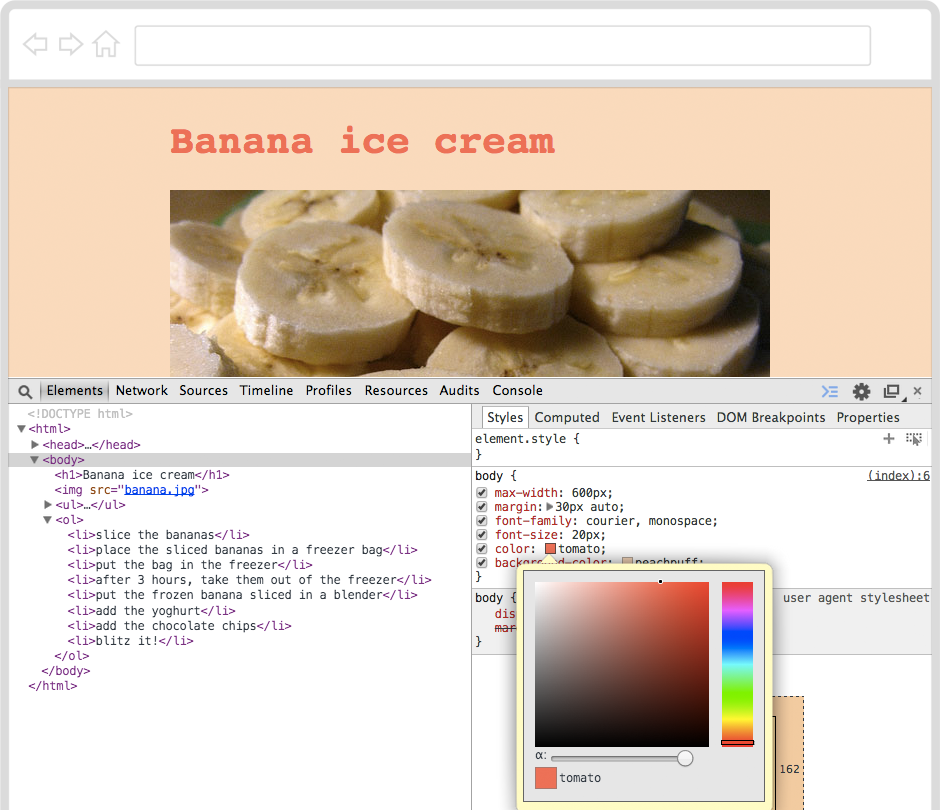 Banana ice cream
Elements Network Sources Timeline Profiles Resources Audits Console
<!DOCTYPE html>
<html>
<head>…</head>
<body>
<h1>Banana ice cream</h1>
<img src="banana.jpg">
<ul>…</ul>
<ol>
<li>slice the bananas</li>
<li>place the sliced bananas in a freezer bag</li>
<li>put the bag in the freezer</li>
<li>after 3 hours, take them out of the freezer</li>
<li>put the frozen banana sliced in a blender</li>
<li>add the yoghurt</li>
<li>add the chocolate chips</li>
<li>blitz it!</li>
</ol>
</body>
</html>
Styles Computed Event Listeners DOM Breakpoints Properties
element.style {
}
body { (index):6
max-width: 600px;
margin: 30px auto;
font-family: courier, monospace;
font-size: 20px;
color: tomato;
background-color: peachpuff;
}
body { user agent stylesheet
dis
mar
}
α:
tomato
162